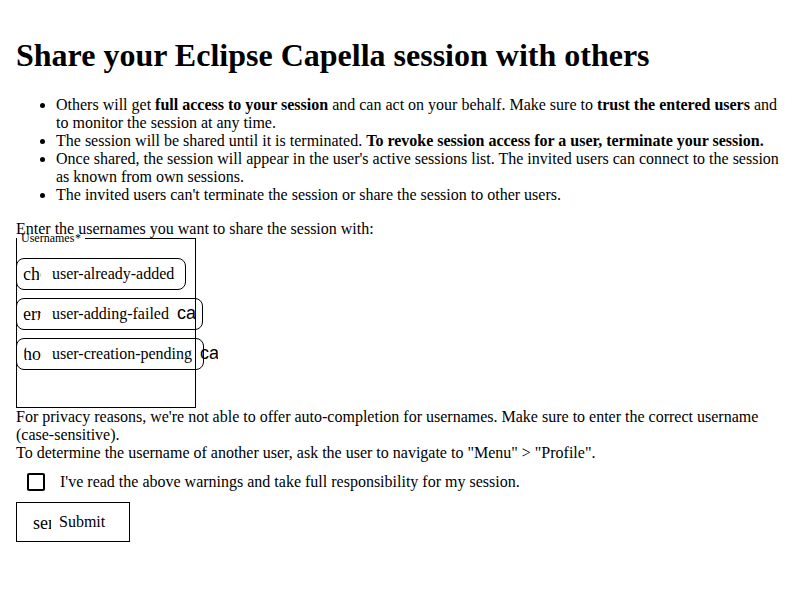 Share your Eclipse Capella session with others
Others will get full access to your session and can act on your behalf. Make sure to trust the entered users and
to monitor the session at any time.
The session will be shared until it is terminated. To revoke session access for a user, terminate your session.
Once shared, the session will appear in the user's active sessions list. The invited users can connect to the session
as known from own sessions.
The invited users can't terminate the session or share the session to other users.
Enter the usernames you want to share the session with:
Usernames*
ch user-already-added
err user-adding-failed ca
ho user-creation-pending ca
For privacy reasons, we're not able to offer auto-completion for usernames. Make sure to enter the correct username
(case-sensitive).
To determine the username of another user, ask the user to navigate to "Menu" > "Profile".
I've read the above warnings and take full responsibility for my session.
ser Submit